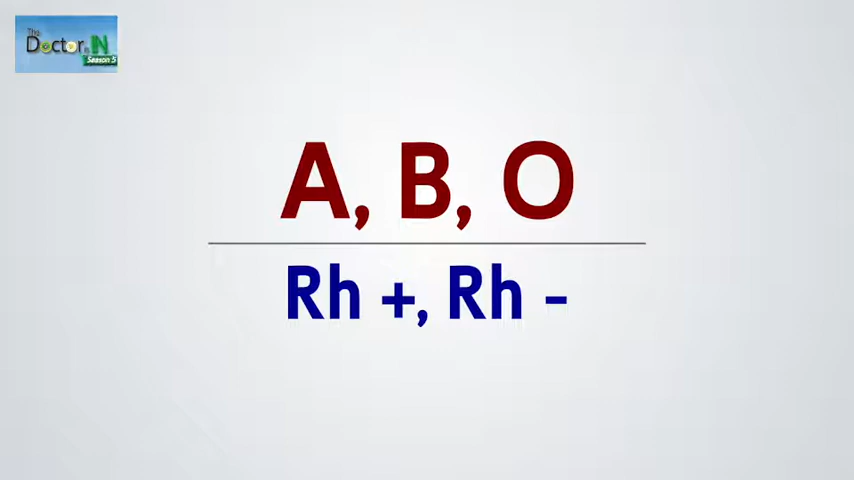 The
Doctor is IN
Season 5
A, B, O
Rh +, Rh -